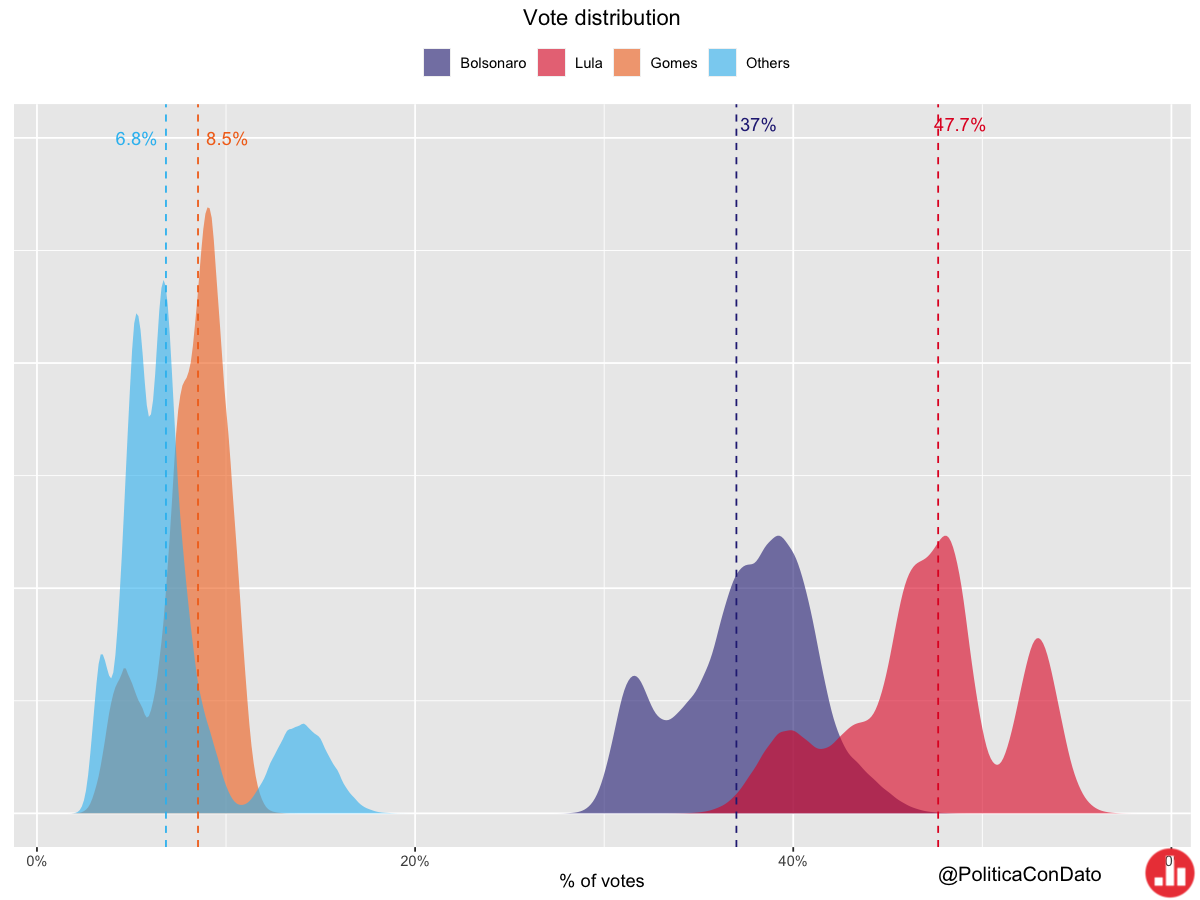 Vote distribution
Bolsonaro Lula Gomes Others
6.8% 8.5% 37% 47.7%
0% 20% 40%
% of votes
@PoliticaConDato